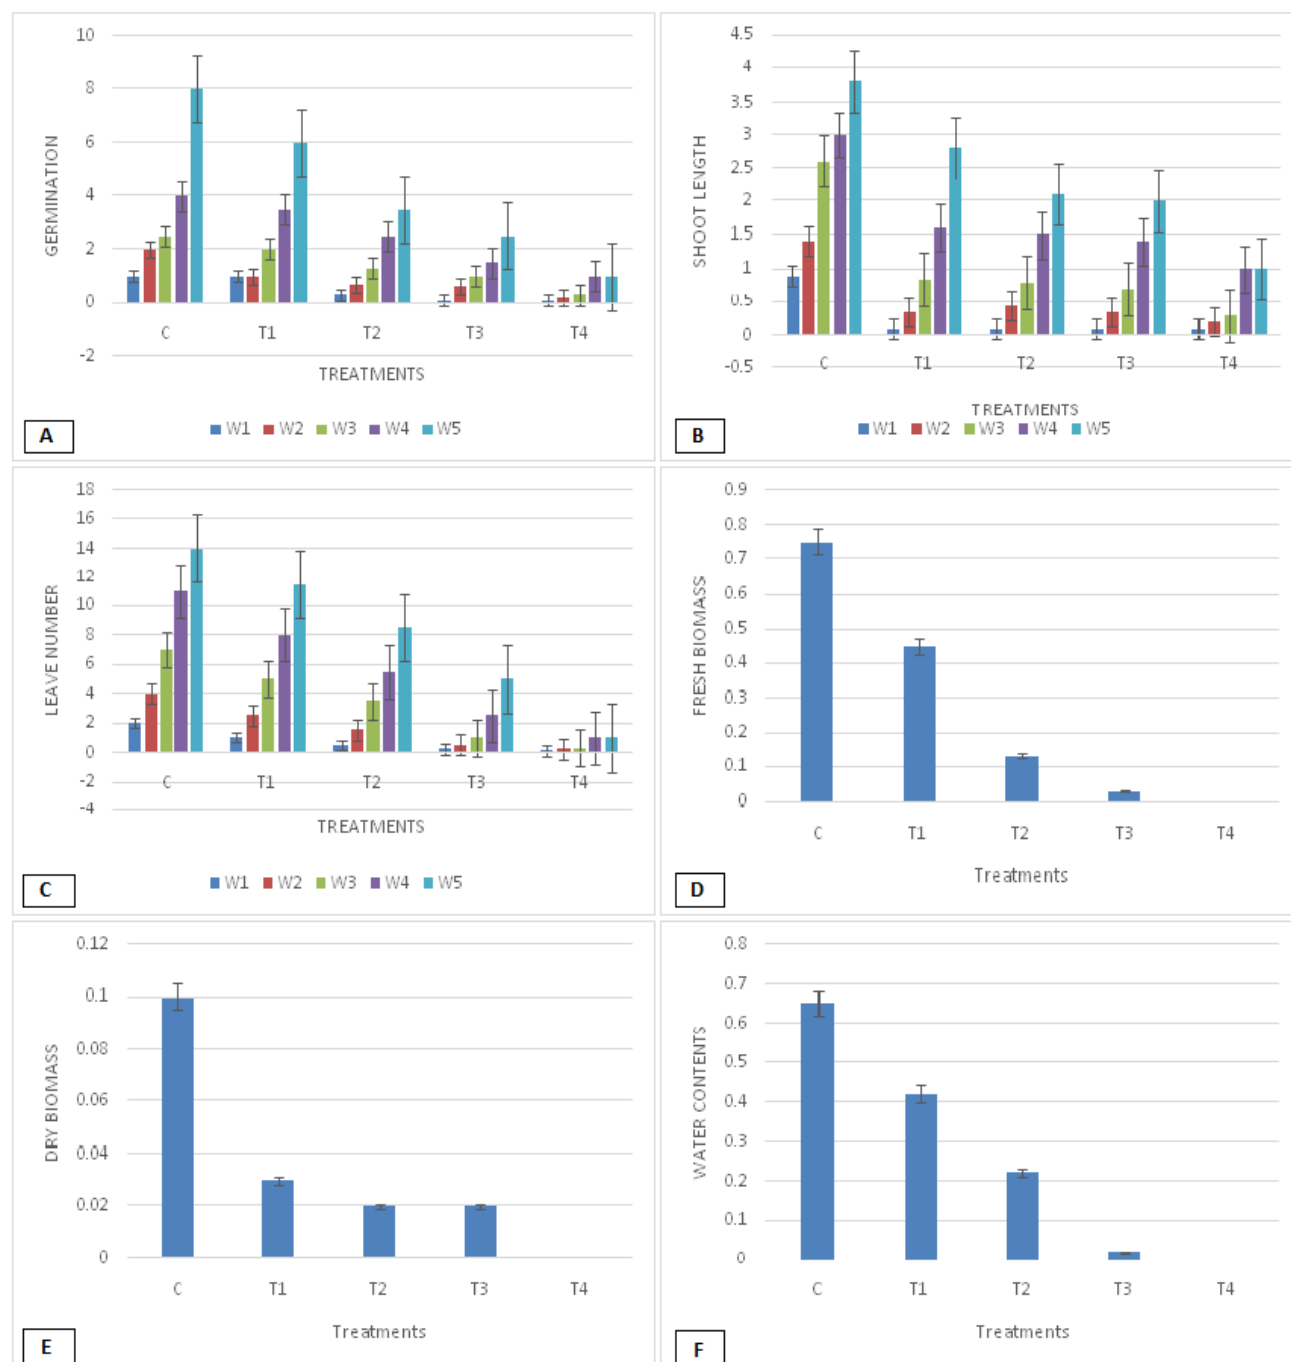 10
8
6
4
2
0
-2
GERMINATION
C T1 T2 T3 T4
TREATMENTS
W1 W2 W3 W4 W5
A
4.5
4
3.5
3
2.5
2
1.5
1
0.5
0
-0.5
SHOOT LENGTH
C T1 T2 T3 T4
TREATMENTS
W1 W2 W3 W4 W5
B
18
16
14
12
10
8
6
4
2
0
-2
-4
LEAVE NUMBER
C T1 T2 T3 T4
TREATMENTS
W1 W2 W3 W4 W5
C
0.9
0.8
0.7
0.6
0.5
0.4
0.3
0.2
0.1
0
FRESH BIOMASS
C T1 T2 T3 T4
Treatments
D
0.12
0.1
0.08
0.06
0.04
0.02
0
DRY BIOMASS
C T1 T2 T3 T4
Treatments
E
0.8
0.7
0.6
0.5
0.4
0.3
0.2
0.1
0
WATER CONTENTS
C T1 T2 T3 T4
Treatments
F